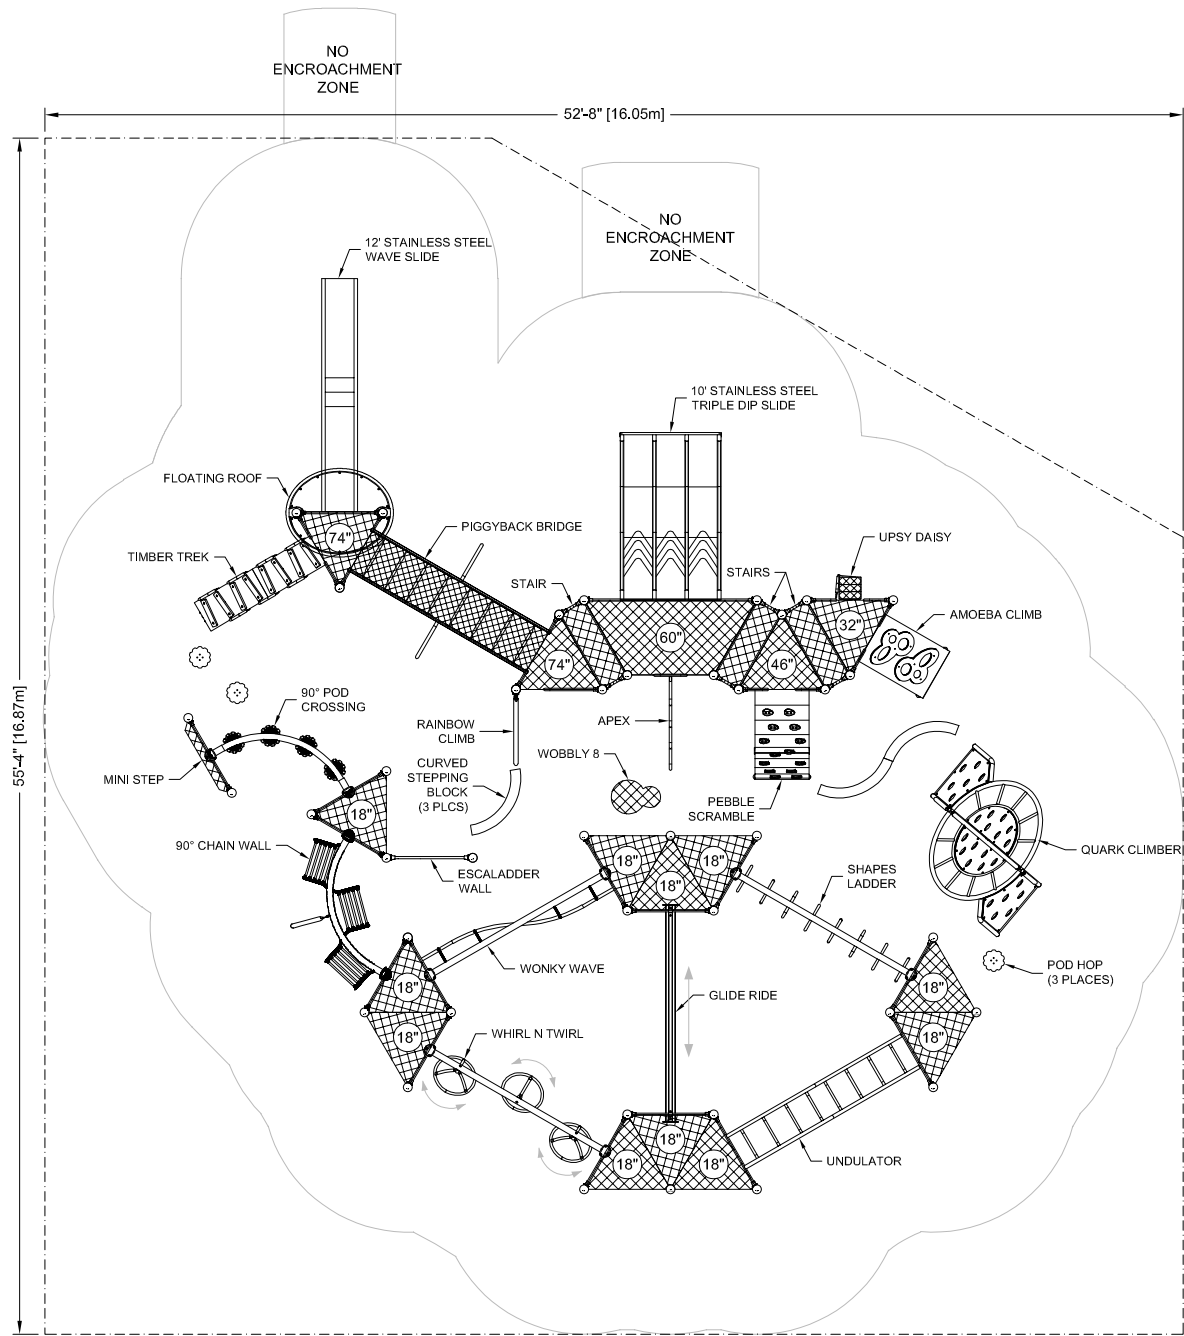 NO
ENCROACHMENT
ZONE
52'-8" [16.05m]
NO
ENCROACHMENT
ZONE
12' STAINLESS STEEL
WAVE SLIDE
10' STAINLESS STEEL
TRIPLE DIP SLIDE
FLOATING ROOF
74"
PIGGYBACK BRIDGE
UPSY DAISY
TIMBER TREK
STAIR
STAIRS
AMOEBA CLIMB
32"
60"
74"
46"
55'-4" [16.87m]
90° POD
CROSSING
RAINBOW
CLIMB
APEX
WOBBLY 8
CURVED
STEPPING
BLOCK
(3 PLCS)
MINI STEP
PEBBLE
SCRAMBLE
18"
90° CHAIN WALL
ESCALADDER
WALL
18"
18"
18"
SHAPES
LADDER
QUARK CLIMBER
WONKY WAVE
POD HOP
(3 PLACES)
18"
18"
GLIDE RIDE
WHIRL N TWIRL
18"
18"
18"
18"
18"
UNDULATOR